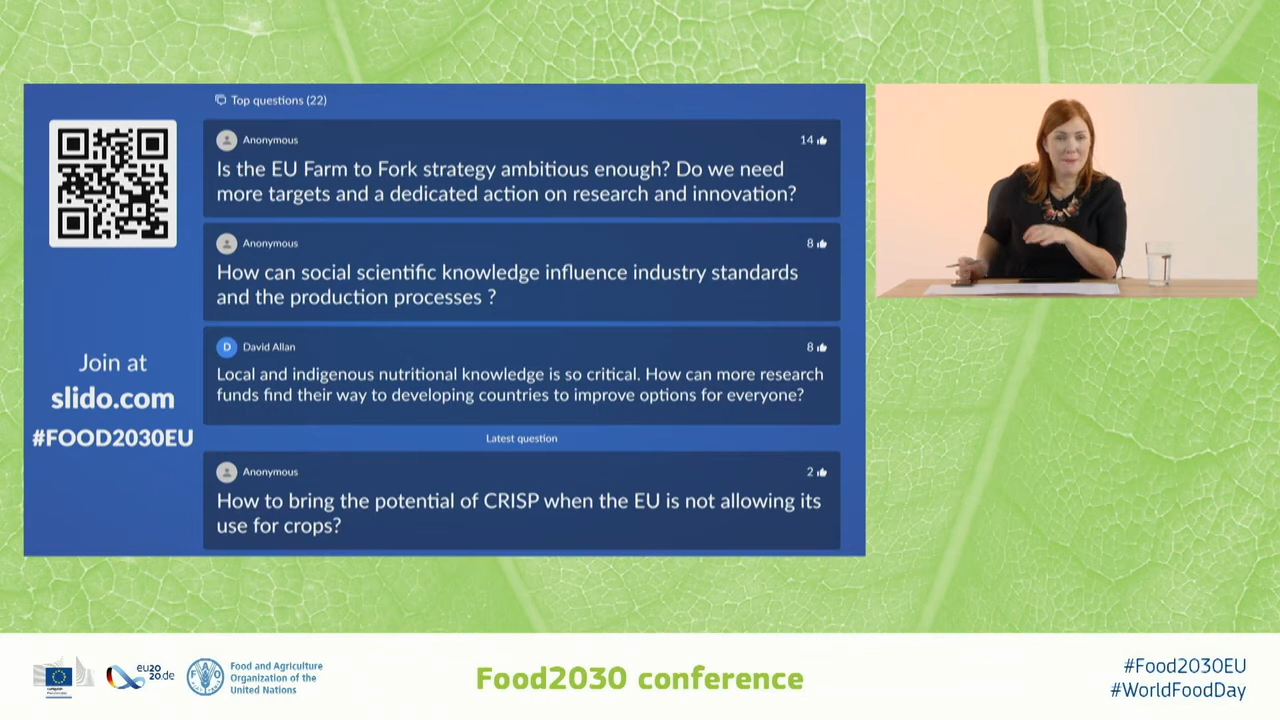 Top questions (22)
Anonymous
14
Is the EU Farm to Fork strategy ambitious enough? Do we need
more targets and a dedicated action on research and innovation?
Anonymous
8
How can social scientific knowledge influence industry standards
and the production processes ?
D
David Allan
8
Local and indigenous nutritional knowledge is so critical. How can more research
funds find their way to developing countries to improve options for everyone?
Latest question
Anonymous
2
How to bring the potential of CRISP when the EU is not allowing its
use for crops?
Join at
slido.com
#FOOD2030EU
eu20
20.de
Food and Agriculture
Organization of the
United Nations
Food2030 conference
#Food2030EU
#WorldFoodDay